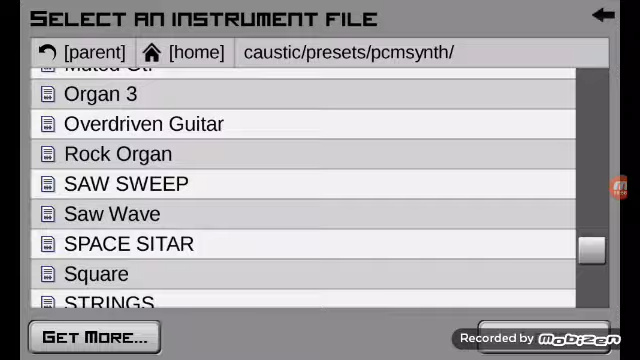 SELECT AN INSTRUMENT FILE
[parent] [home] caustic/presets/pcmsynth/
Organ 3
Overdriven Guitar
Rock Organ
SAW SWEEP
Saw Wave
SPACE SITAR
Square
STRINGS
GET MORE...
Recorded by MOBIZEN